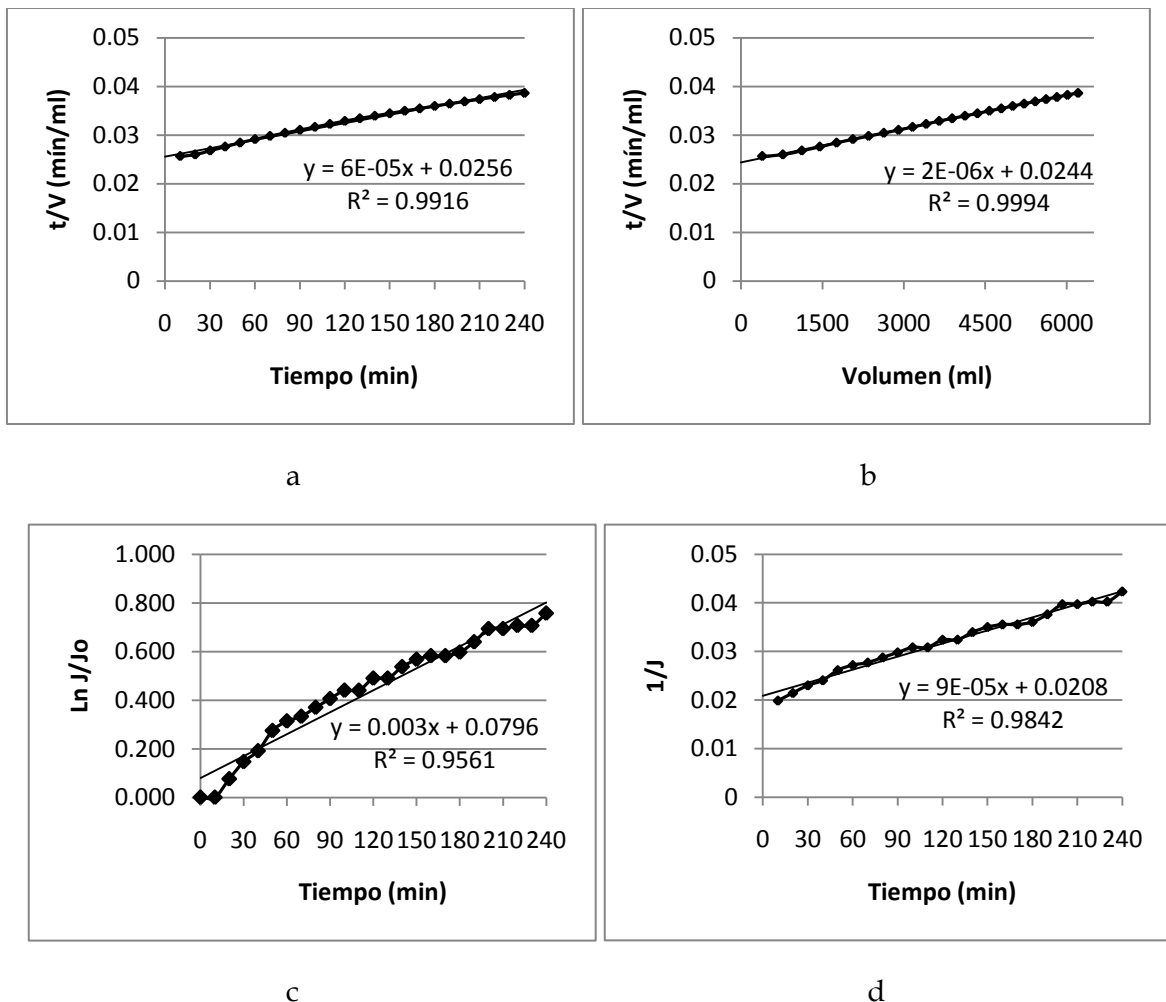 0.05
0.04
0.03
0.02
0.01
0
t/V (mín/ml)
y = 6E-05x + 0.0256
R² = 0.9916
0 30 60 90 120 150 180 210 240
Tiempo (min)
0.05
0.04
0.03
0.02
0.01
0
t/V (mín/ml)
y = 2E-06x + 0.0244
R² = 0.9994
0 1500 3000 4500 6000
Volumen (ml)
a
b
1.000
0.800
0.600
0.400
0.200
0.000
Ln J/Jo
y = 0.003x + 0.0796
R² = 0.9561
0 30 60 90 120 150 180 210 240
Tiempo (min)
0.05
0.04
0.03
0.02
0.01
0
1/J
y = 9E-05x + 0.0208
R² = 0.9842
0 30 60 90 120 150 180 210 240
Tiempo (min)
c
d